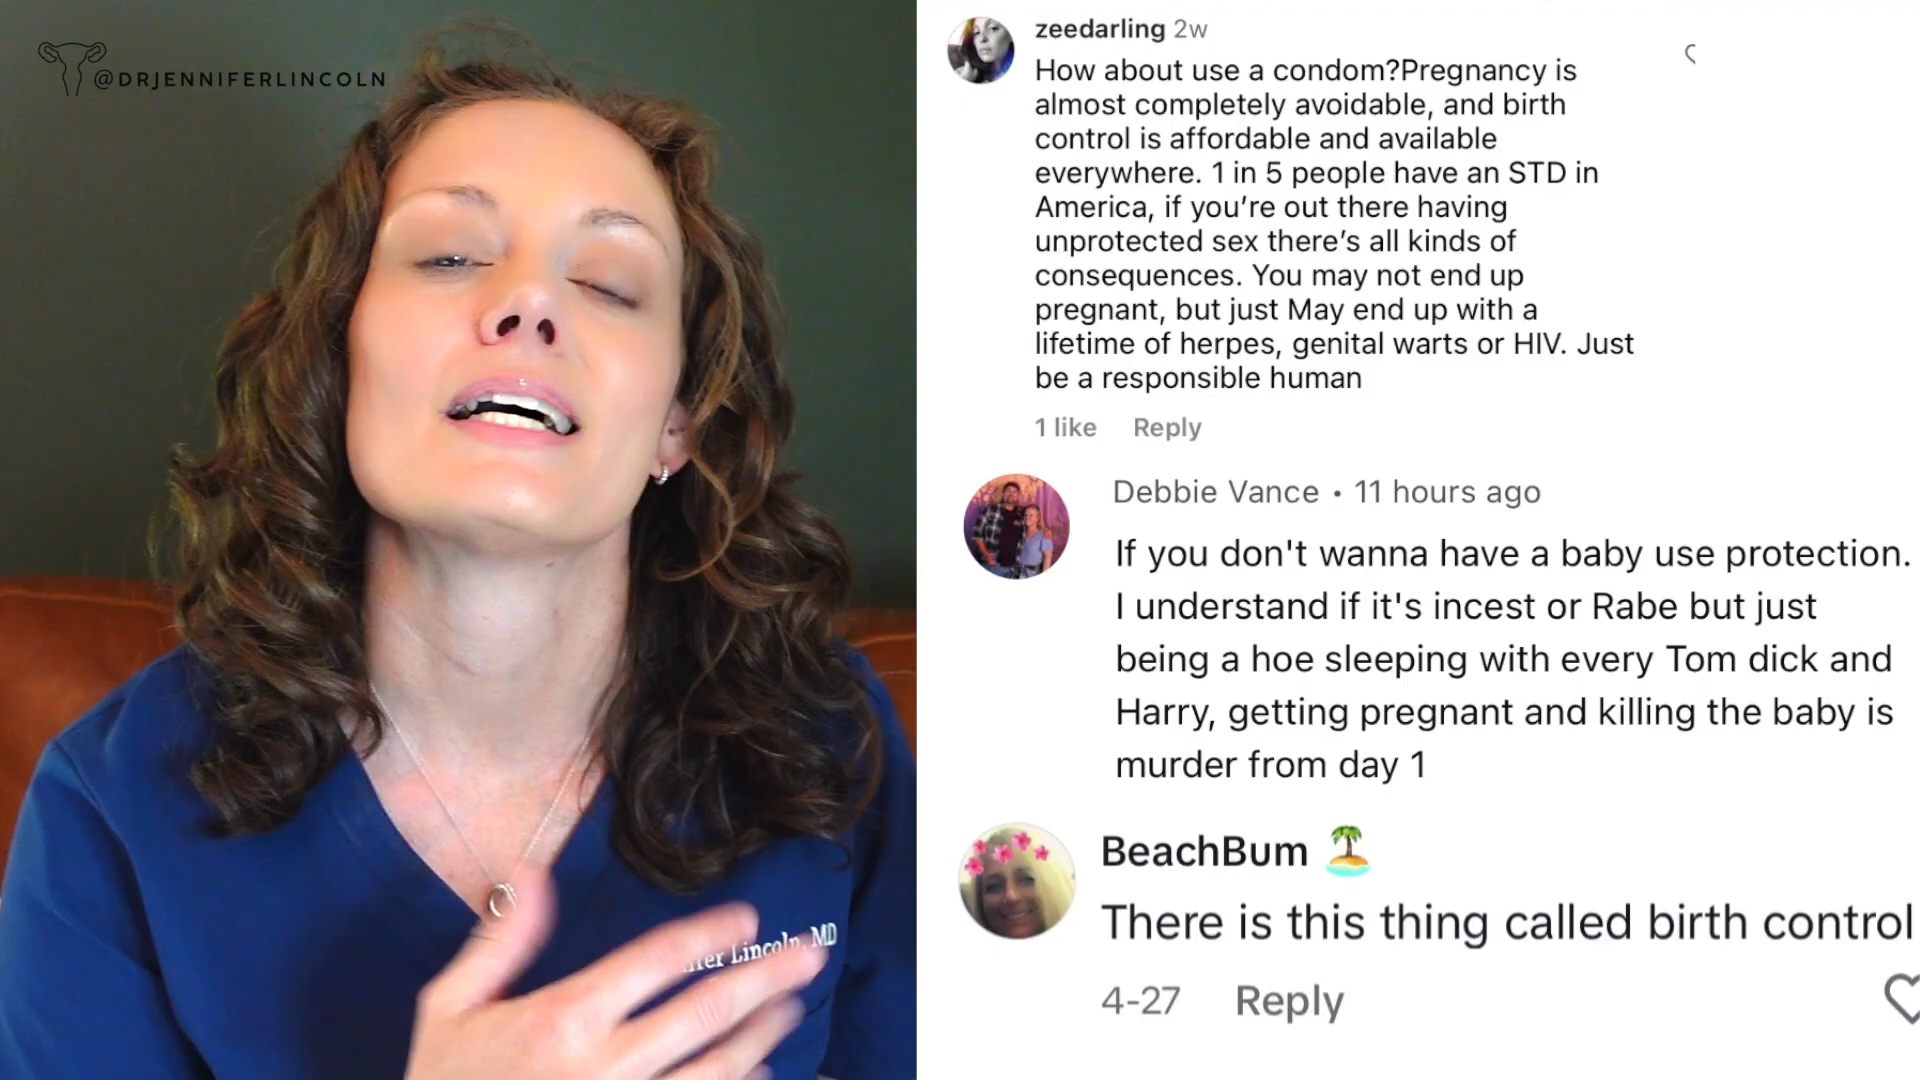 @DRJENNIFERLINCOLN
Lincoln, MD
zeedarling 2w
How about use a condom?Pregnancy is
almost completely avoidable, and birth
control is affordable and available
everywhere. 1 in 5 people have an STD in
America, if you’re out there having
unprotected sex there’s all kinds of
consequences. You may not end up
pregnant, but just May end up with a
lifetime of herpes, genital warts or HIV. Just
be a responsible human
1 like Reply
Debbie Vance • 11 hours ago
If you don't wanna have a baby use protection.
I understand if it's incest or Rabe but just
being a hoe sleeping with every Tom dick and
Harry, getting pregnant and killing the baby is
murder from day 1
BeachBum 🏝️
There is this thing called birth control
4-27 Reply